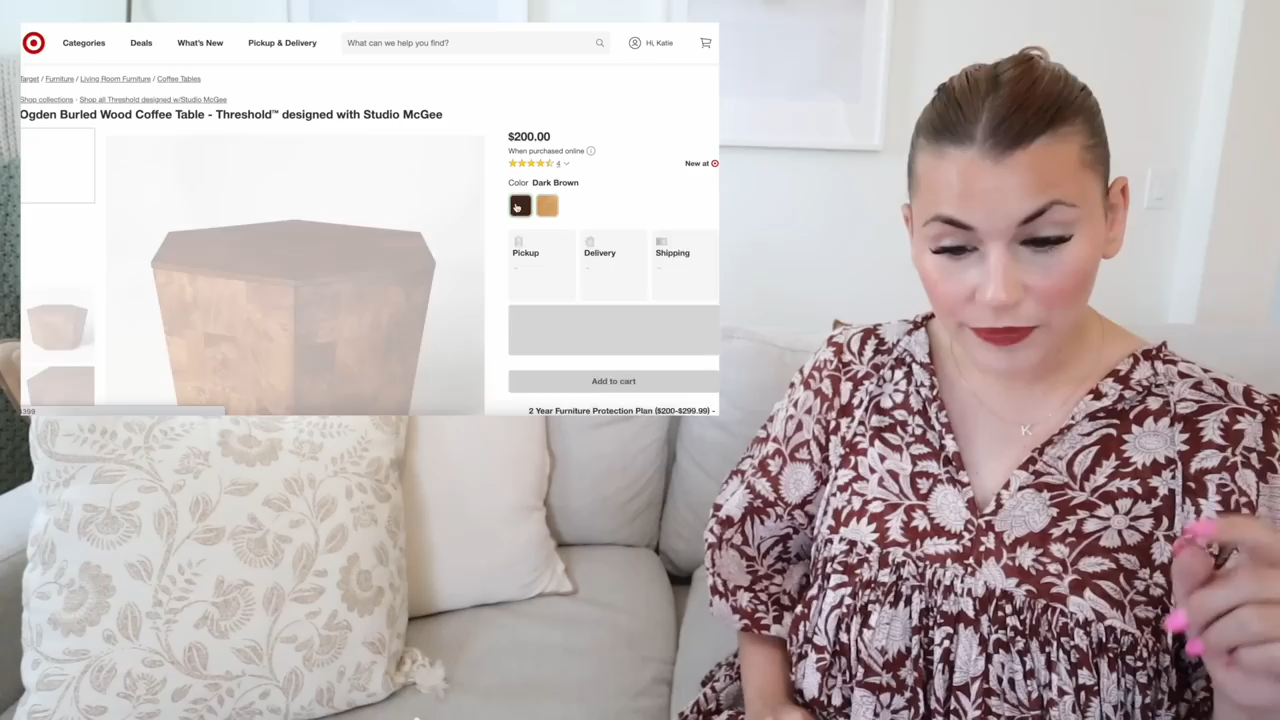 Categories
Deals
What's New
Pickup & Delivery
What can we help you find?
Hi, Katie
Target / Furniture / Living Room Furniture / Coffee Tables
Shop collections · Shop all Threshold designed w/Studio McGee
Ogden Burled Wood Coffee Table - Threshold™ designed with Studio McGee
$200.00
When purchased online
4
New at
Color Dark Brown
Pickup
Delivery
Shipping
Add to cart
2 Year Furniture Protection Plan ($200-$299.99) -
K